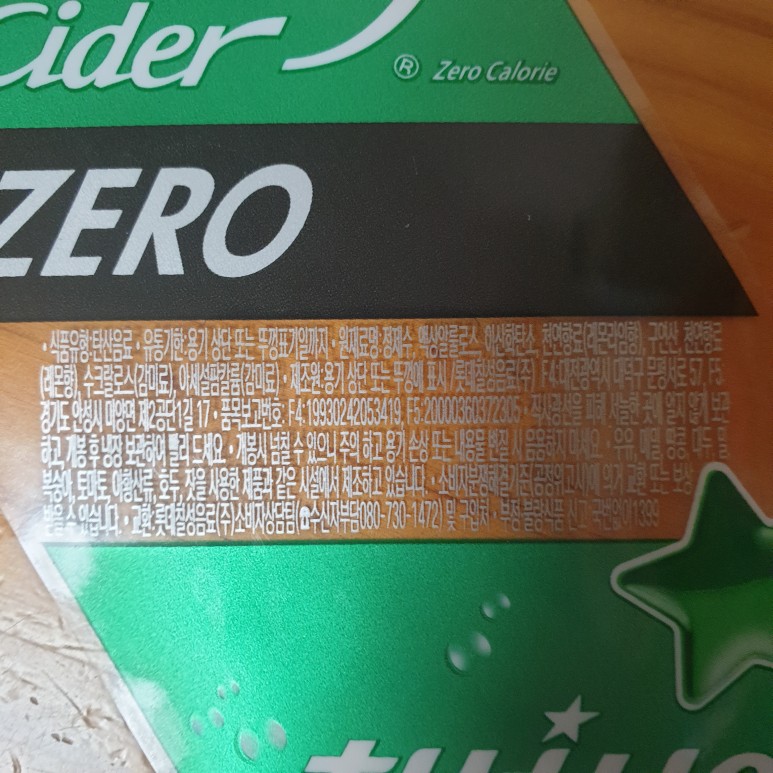 Cider
® Zero Calorie
ZERO
• 식품유형:탄산음료 • 유통기한:용기 상단 또는 뚜껑표기일까지 • 원재료명:정제수, 액상알룰로스, 이산화탄소, 천연향료(레몬라임향), 구연산, 천연향료
(레몬향), 수크랄로스(감미료), 아세설팜칼륨(감미료) • 제조원:용기 상단 또는 뚜껑에 표시 / 롯데칠성음료(주) F4:대전광역시 대덕구 문평서로 57, F5:
경기도 안성시 미양면 제2공단1길 17 • 품목보고번호: F4:19930242053419, F5:20000360372305 • 직사광선을 피해 서늘한 곳에 보관
하고, 개봉 후 냉장 보관하여 빨리 드세요. • 개봉시 넘칠 수 있으니 주의하고 용기 손상 또는 내용물 변질 시 음용하지 마세요. • 우유, 메밀, 땅콩, 대두, 밀,
복숭아, 토마토, 아황산류, 호두, 잣을 사용한 제품과 같은 시설에서 제조하고 있습니다. • 소비자분쟁해결기준(공정위 고시)에 의거 교환 또는 보상
받을 수 있습니다. • 교환:롯데칠성음료(주)소비자상담팀(☎수신자부담080-730-1472) 및 구입처 • 부정·불량식품 신고 국번없이1399